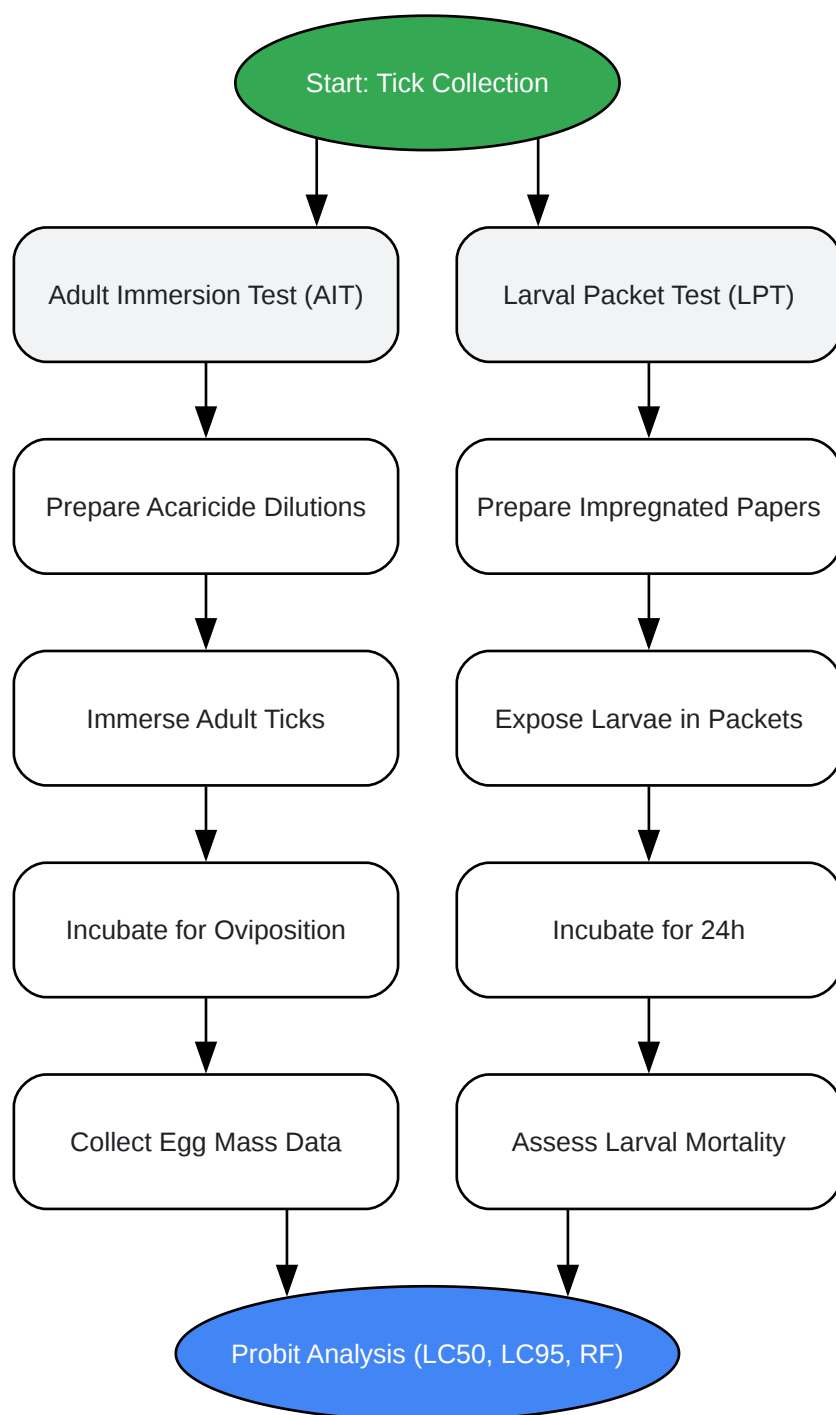 Start: Tick Collection
Adult Immersion Test (AIT)
Larval Packet Test (LPT)
Prepare Acaricide Dilutions
Prepare Impregnated Papers
Immerse Adult Ticks
Expose Larvae in Packets
Incubate for Oviposition
Incubate for 24h
Collect Egg Mass Data
Assess Larval Mortality
Probit Analysis (LC50, LC95, RF)